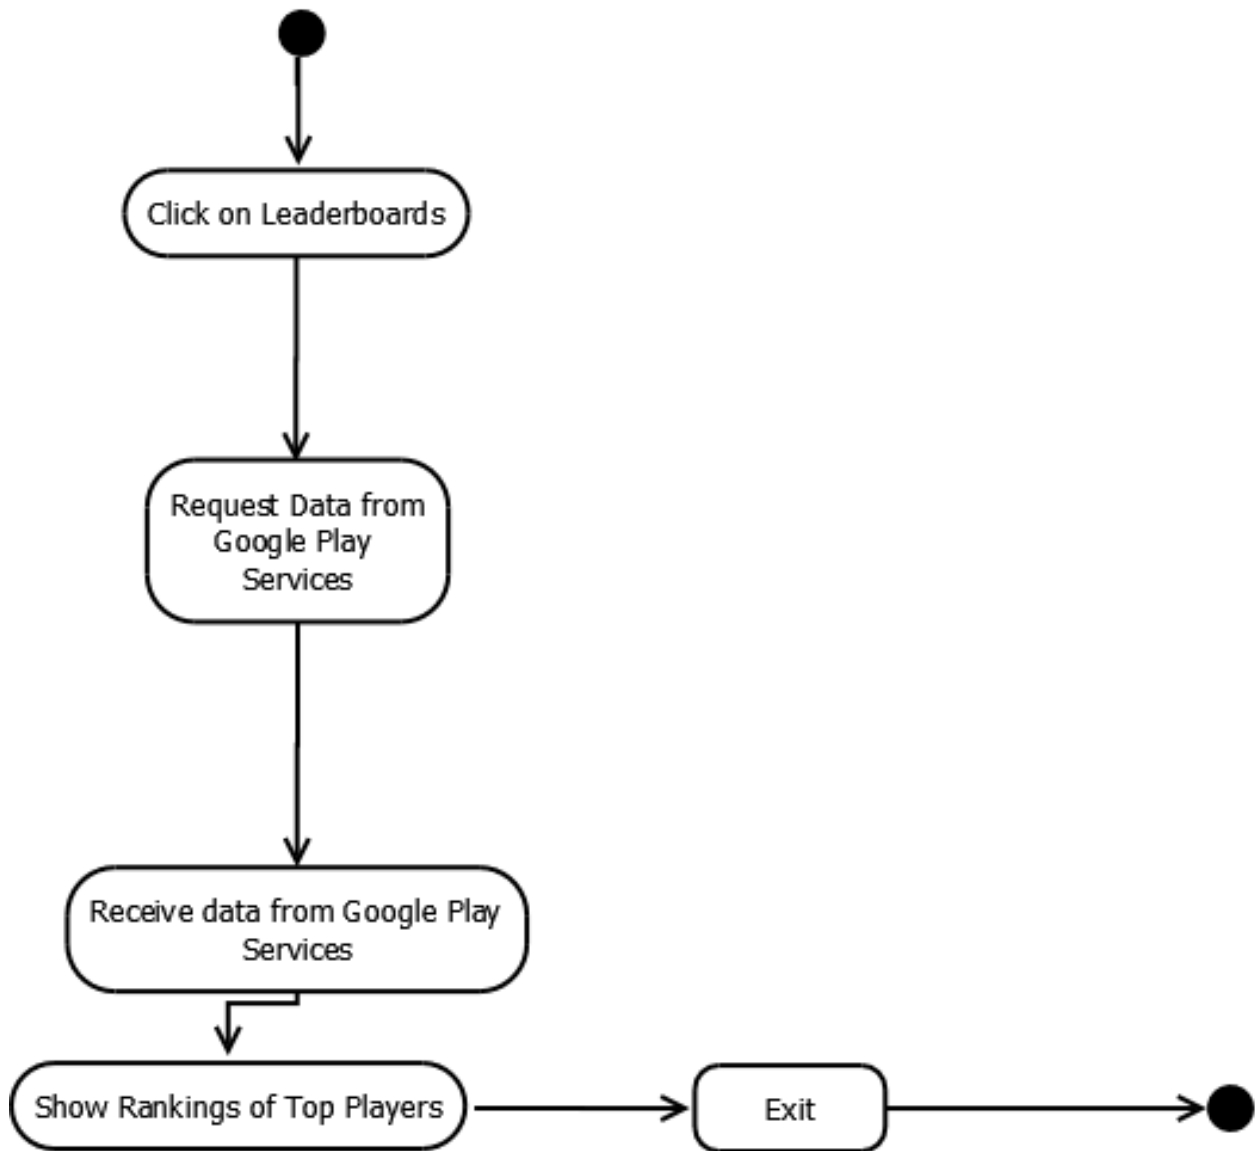 Click on Leaderboards
Request Data from
Google Play
Services
Receive data from Google Play
Services
Show Rankings of Top Players
Exit